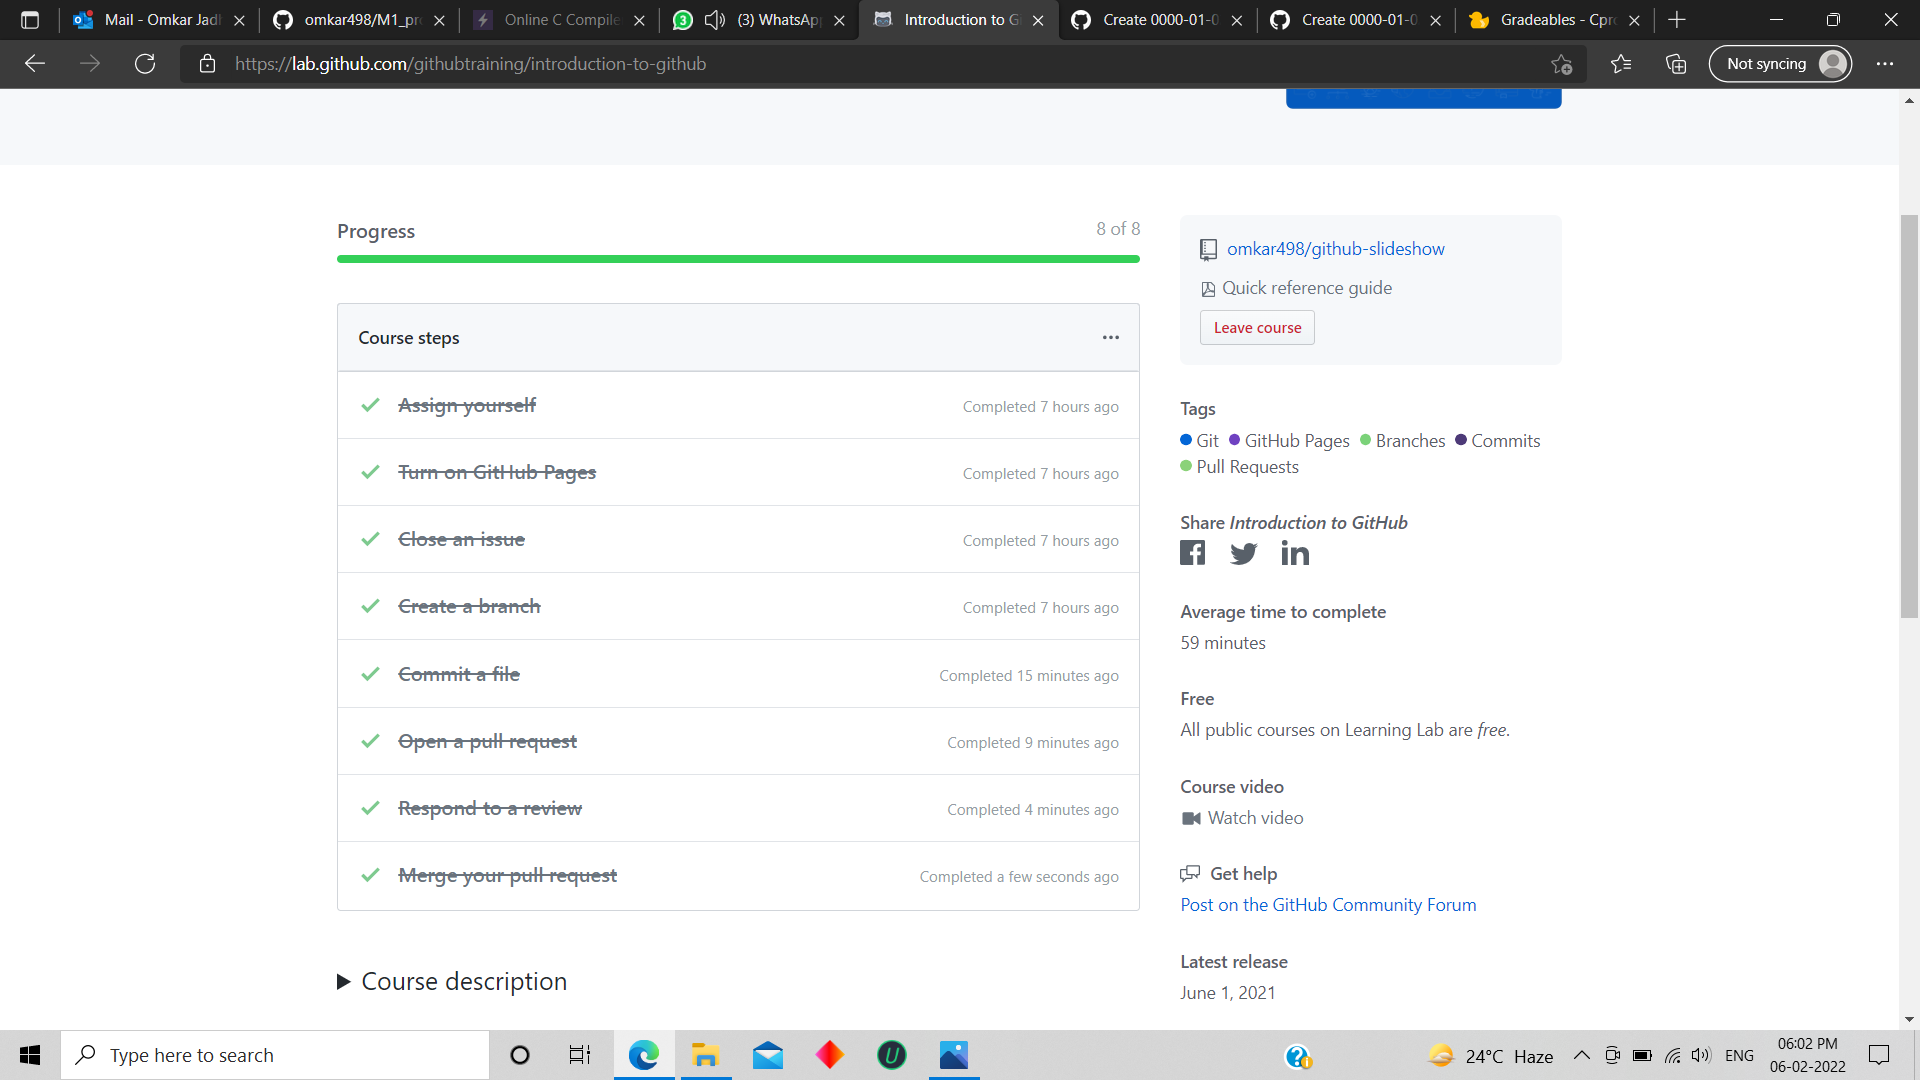 Mail - Omkar Jadh
omkar498/M1_pro
Online C Compile
(3) WhatsApp
Introduction to G
Create 0000-01-0
Create 0000-01-0
Gradeables - Cpro
https://lab.github.com/githubtraining/introduction-to-github
Not syncing
Progress
8 of 8
Course steps
Assign yourself
Completed 7 hours ago
Turn on GitHub Pages
Completed 7 hours ago
Close an issue
Completed 7 hours ago
Create a branch
Completed 7 hours ago
Commit a file
Completed 15 minutes ago
Open a pull request
Completed 9 minutes ago
Respond to a review
Completed 4 minutes ago
Merge your pull request
Completed a few seconds ago
Course description
omkar498/github-slideshow
Quick reference guide
Leave course
Tags
Git GitHub Pages Branches Commits
Pull Requests
Share Introduction to GitHub
Average time to complete
59 minutes
Free
All public courses on Learning Lab are free.
Course video
Watch video
Get help
Post on the GitHub Community Forum
Latest release
June 1, 2021
Type here to search
24°C Haze
ENG
06:02 PM
06-02-2022